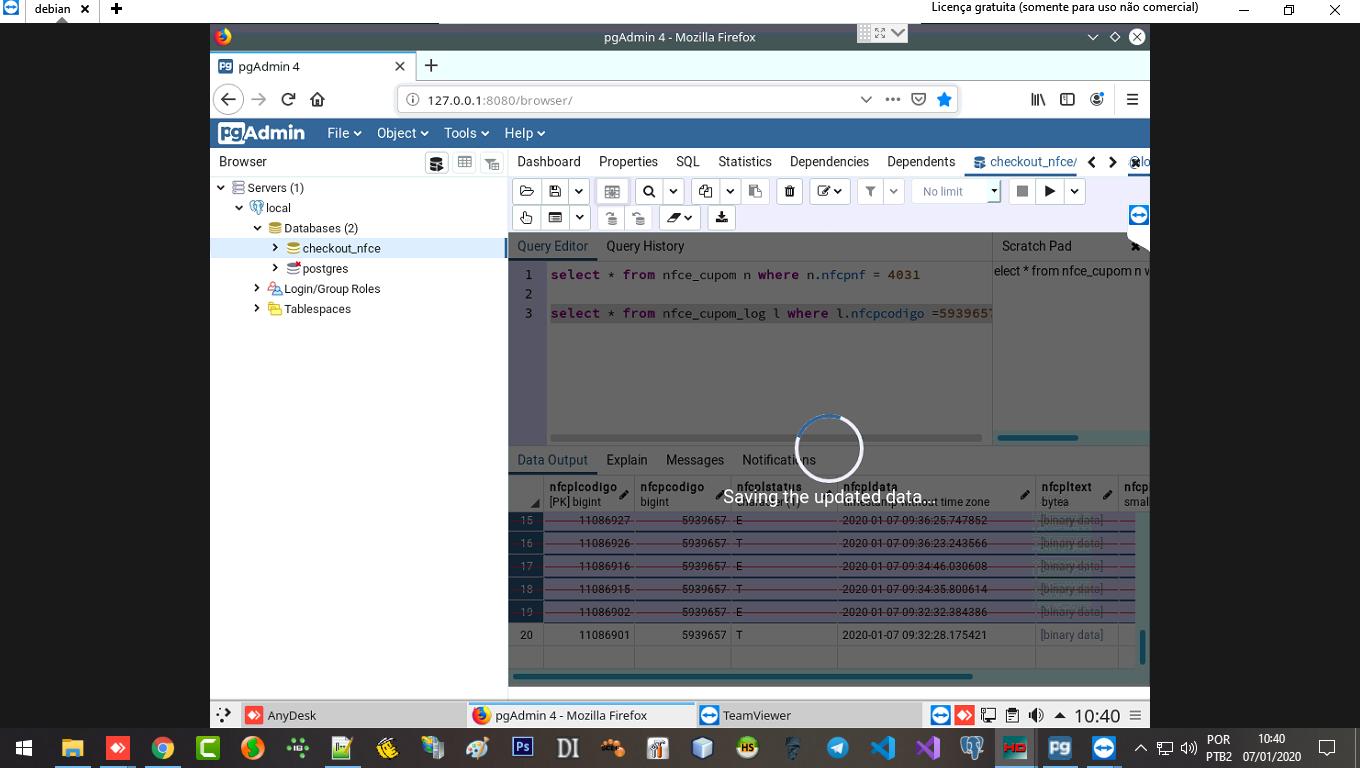 debian
Licença gratuita (somente para uso não comercial)
pgAdmin 4 - Mozilla Firefox
pgAdmin 4
127.0.0.1:8080/browser/
pgAdmin File Object Tools Help
Browser
Dashboard Properties SQL Statistics Dependencies Dependents checkout_nfce/
Servers (1)
local
Databases (2)
checkout_nfce
postgres
Login/Group Roles
Tablespaces
No limit
Query Editor Query History Scratch Pad
1 select * from nfce_cupom n where n.nfcpnf = 4031
2
3 select * from nfce_cupom_log l where l.nfcpcodigo =5939657
elect * from nfce_cupom n w
Data Output Explain Messages Notifications
Saving the updated data...
nfcplcodigo nfcpcodigo nfcplstatus nfcpldata nfcpltext nfcp
[PK] bigint bigint character (1) timestamp without time zone bytea small
15 11086927 5939657 E 2020-01-07 09:36:25.747852 [binary data]
16 11086926 5939657 T 2020-01-07 09:36:23.243566 [binary data]
17 11086916 5939657 E 2020-01-07 09:34:46.030608 [binary data]
18 11086915 5939657 T 2020-01-07 09:34:35.800614 [binary data]
19 11086902 5939657 E 2020-01-07 09:32:32.384386 [binary data]
20 11086901 5939657 T 2020-01-07 09:32:28.175421 [binary data]
AnyDesk
pgAdmin 4 - Mozilla Firefox
TeamViewer
10:40
POR
PTB2
10:40
07/01/2020